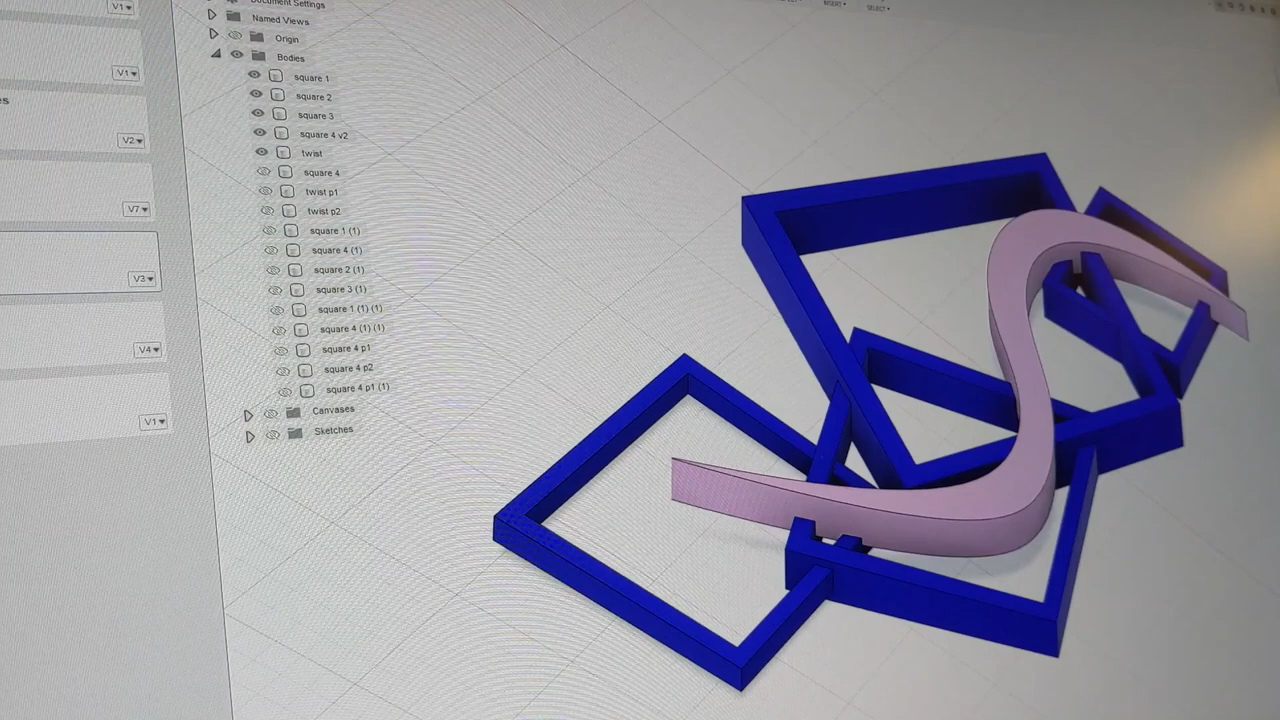 V1
Document Settings
INSERT
SELECT
Named Views
Origin
Bodies
V1
square 1
square 2
es
square 3
square 4 v2
V2
twist
square 4
twist p1
V7
twist p2
square 1 (1)
square 4 (1)
square 2 (1)
V3
square 3 (1)
square 1 (1) (1)
square 4 (1) (1)
V4
square 4 p1
square 4 p2
square 4 p1 (1)
Canvases
V1
Sketches